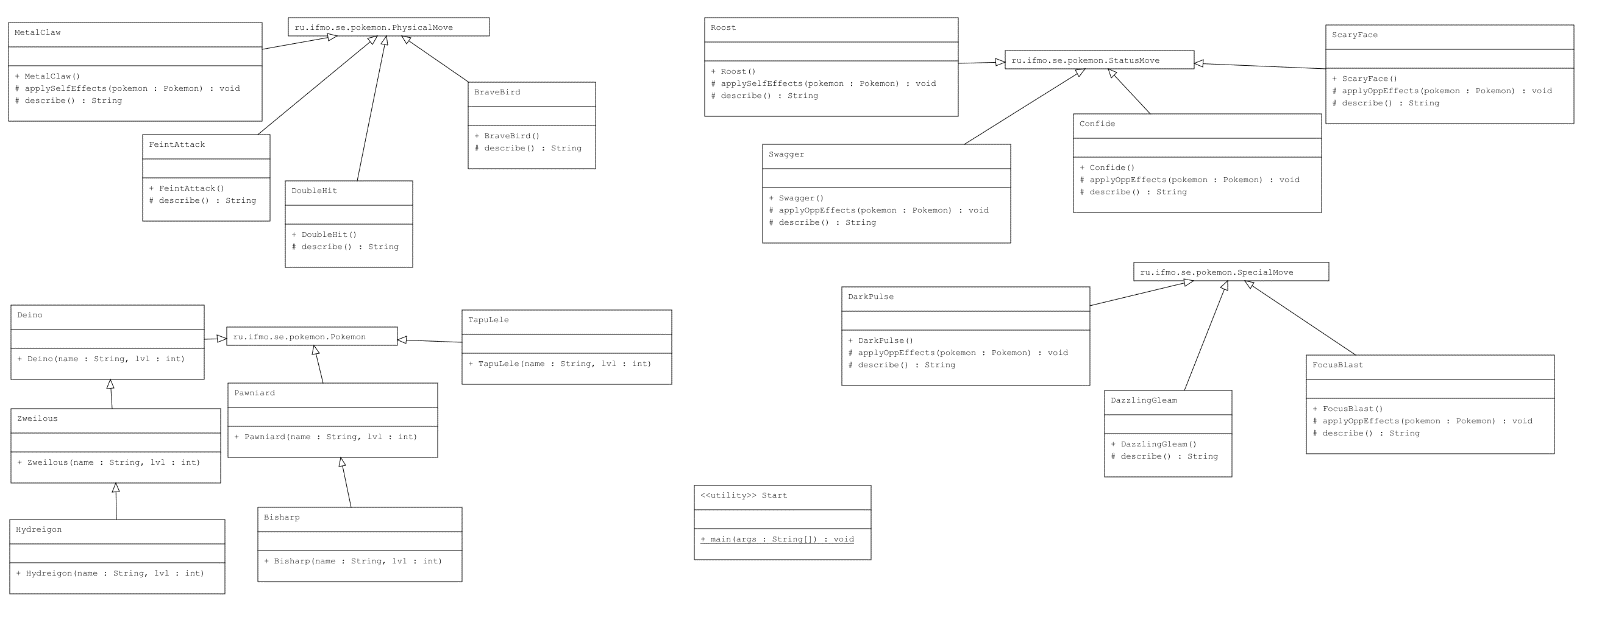 MetalClaw
+ MetalClaw()
# applySelfEffects(pokemon : Pokemon) : void
# describe() : String
ru.ifmo.se.pokemon.PhysicalMove
FeintAttack
+ FeintAttack()
# describe() : String
DoubleHit
+ DoubleHit()
# describe() : String
BraveBird
+ BraveBird()
# describe() : String
Roost
+ Roost()
# applySelfEffects(pokemon : Pokemon) : void
# describe() : String
ru.ifmo.se.pokemon.StatusMove
ScaryFace
+ ScaryFace()
# applyOppEffects(pokemon : Pokemon) : void
# describe() : String
Swagger
+ Swagger()
# applyOppEffects(pokemon : Pokemon) : void
# describe() : String
Confide
+ Confide()
# applyOppEffects(pokemon : Pokemon) : void
# describe() : String
Deino
+ Deino(name : String, lvl : int)
ru.ifmo.se.pokemon.Pokemon
TapuLele
+ TapuLele(name : String, lvl : int)
Zweilous
+ Zweilous(name : String, lvl : int)
Pawniard
+ Pawniard(name : String, lvl : int)
Hydreigon
+ Hydreigon(name : String, lvl : int)
Bisharp
+ Bisharp(name : String, lvl : int)
ru.ifmo.se.pokemon.SpecialMove
DarkPulse
+ DarkPulse()
# applyOppEffects(pokemon : Pokemon) : void
# describe() : String
DazzlingGleam
+ DazzlingGleam()
# describe() : String
FocusBlast
+ FocusBlast()
# applyOppEffects(pokemon : Pokemon) : void
# describe() : String
<<utility>> Start
+ main(args : String[]) : void